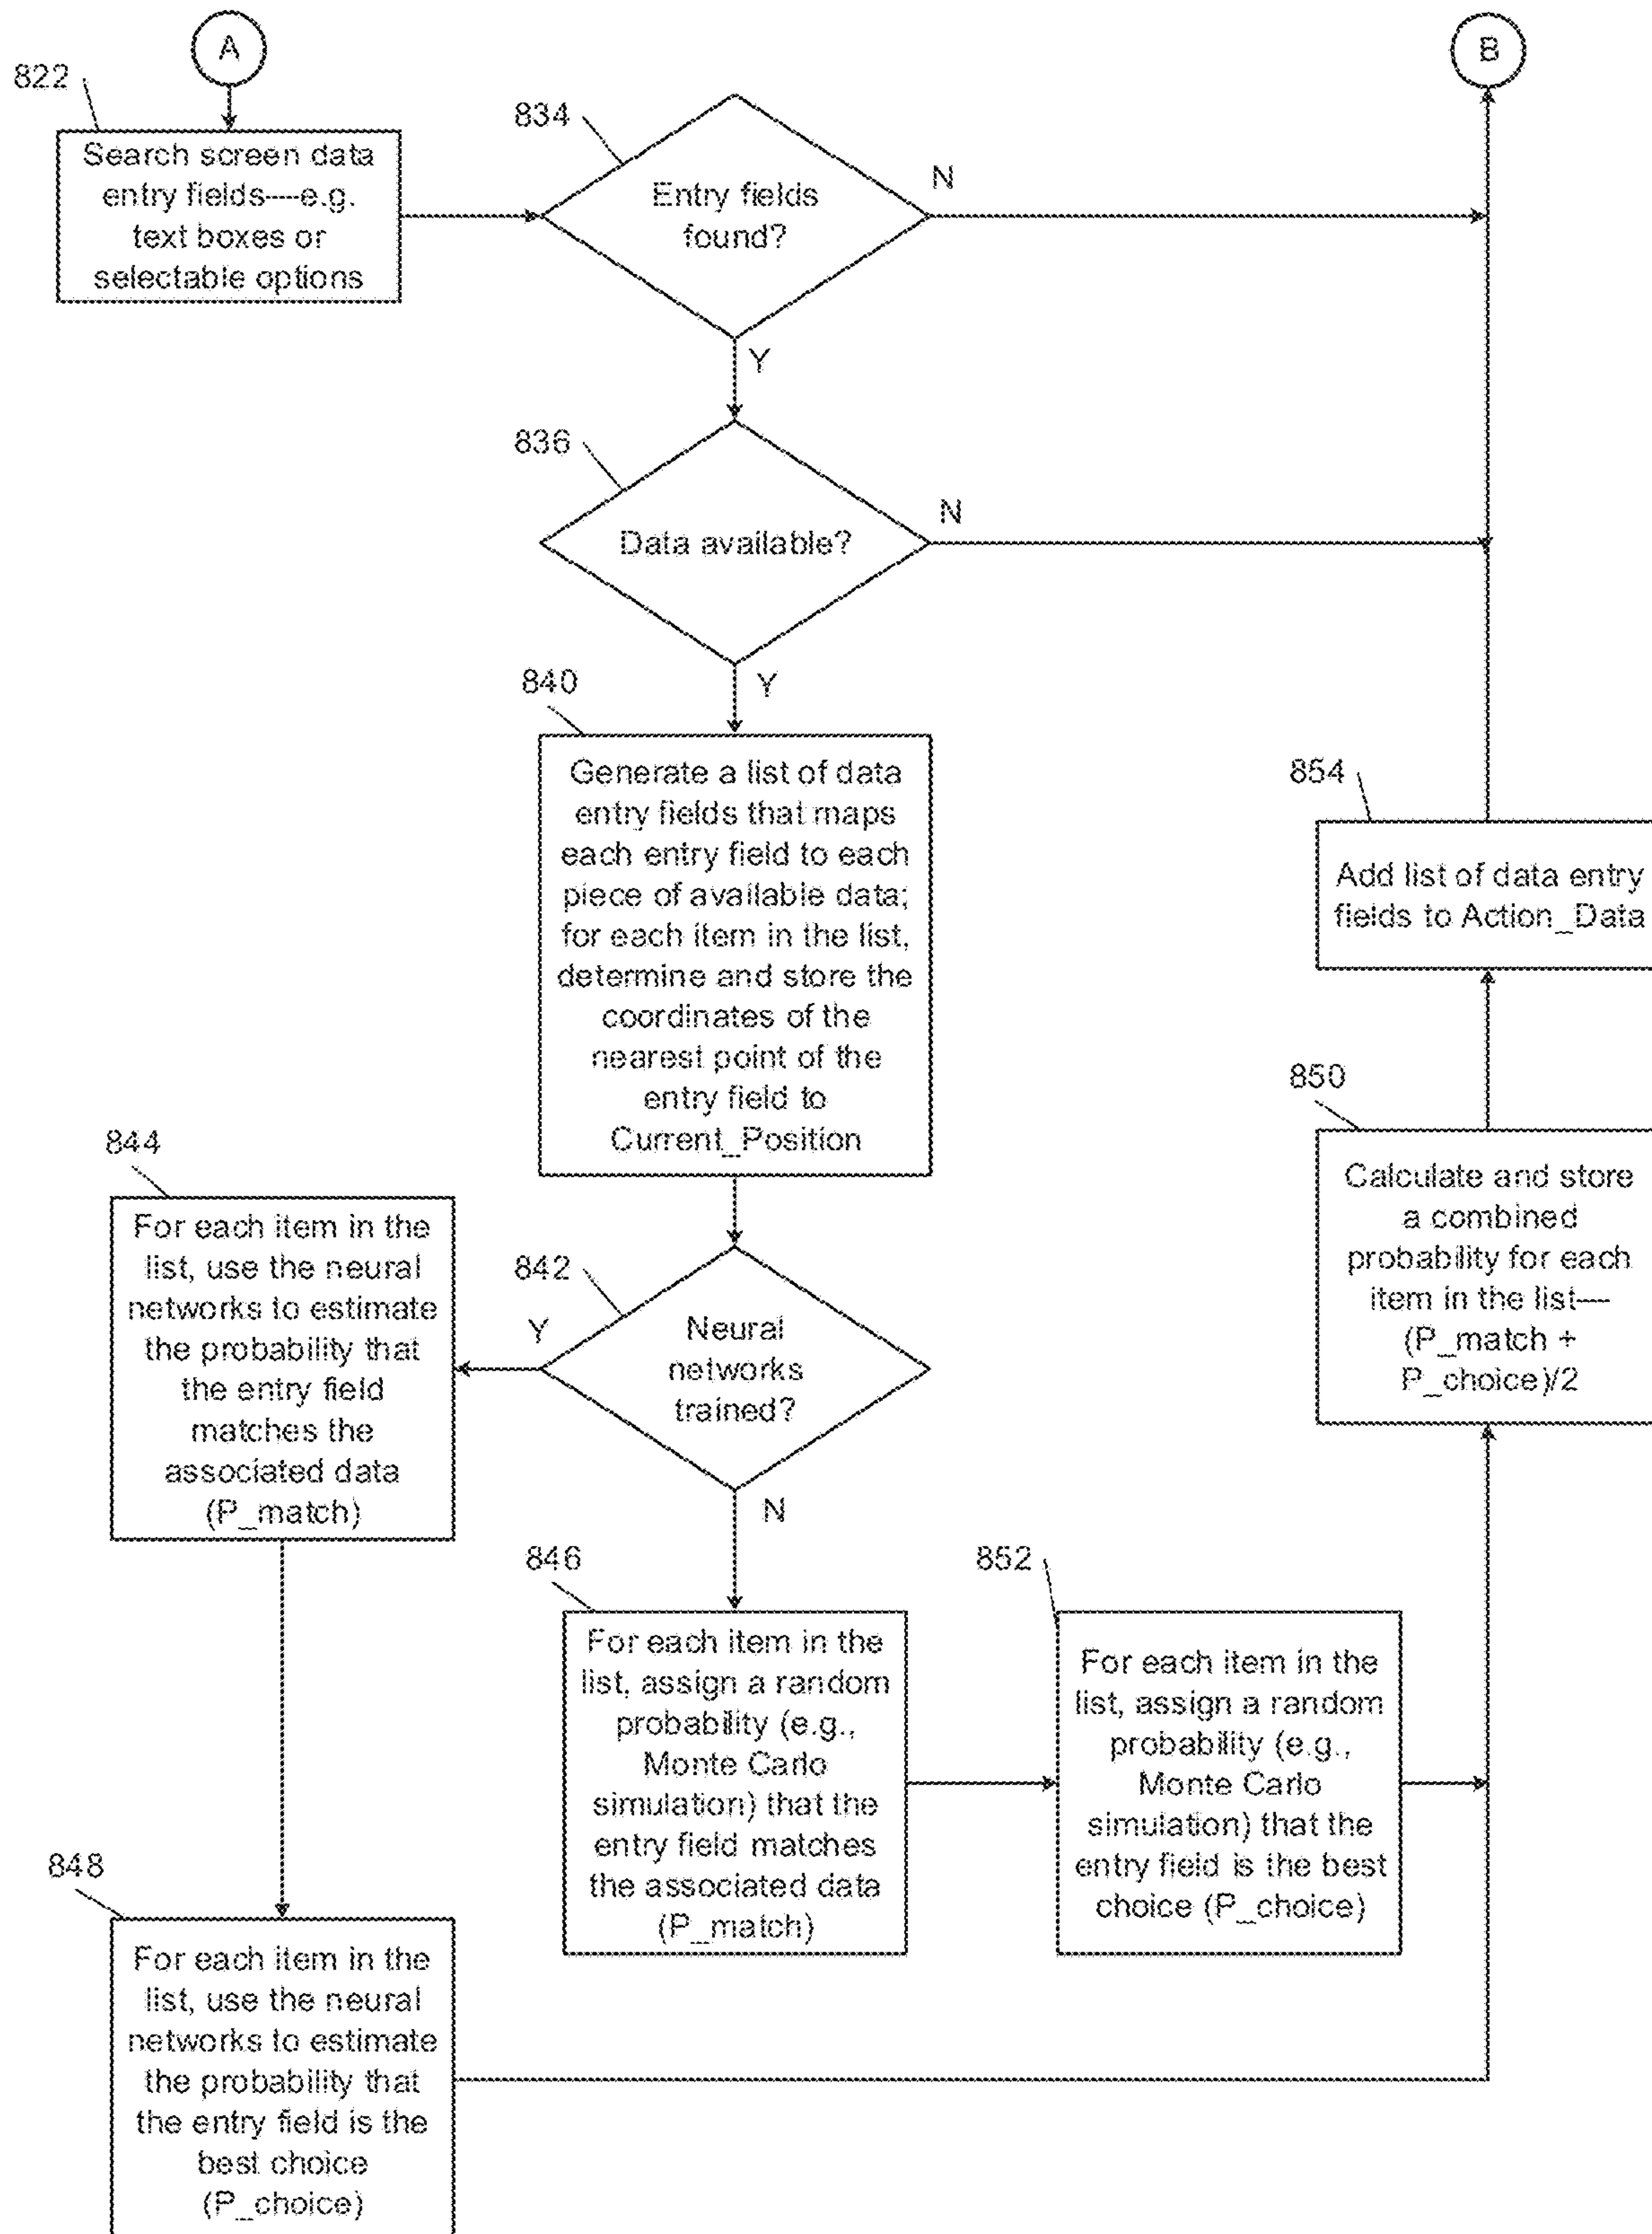 A
B
822
Search screen data
entry fields----e.g.
text boxes or
selectable options
834
Entry fields
found?
N
Y
836
Data available?
N
Y
840
Generate a list of data
entry fields that maps
each entry field to each
piece of available data;
for each item in the list,
determine and store the
coordinates of the
nearest point of the
entry field to
Current_Position
854
Add list of data entry
fields to Action_Data
850
Calculate and store
a combined
probability for each
item in the list----
(P_match +
P_choice)/2
844
For each item in the
list, use the neural
networks to estimate
the probability that
the entry field
matches the
associated data
(P_match)
842
Y
Neural
networks
trained?
N
846
For each item in the
list, assign a random
probability (e.g.,
Monte Carlo
simulation) that the
entry field matches
the associated data
(P_match)
852
For each item in the
list, assign a random
probability (e.g.,
Monte Carlo
simulation) that the
entry field is the best
choice (P_choice)
848
For each item in the
list, use the neural
networks to estimate
the probability that
the entry field is the
best choice
(P_choice)